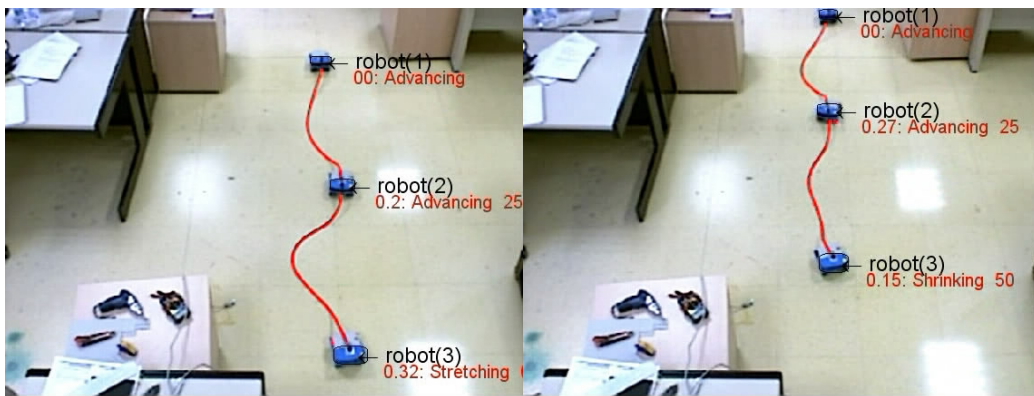 robot(1)
00: Advancing
robot(2)
0.2: Advancing 25
robot(3)
0.32: Stretching
robot(1)
00: Advancing
robot(2)
0.27: Advancing 25
robot(3)
0.15: Shrinking 50